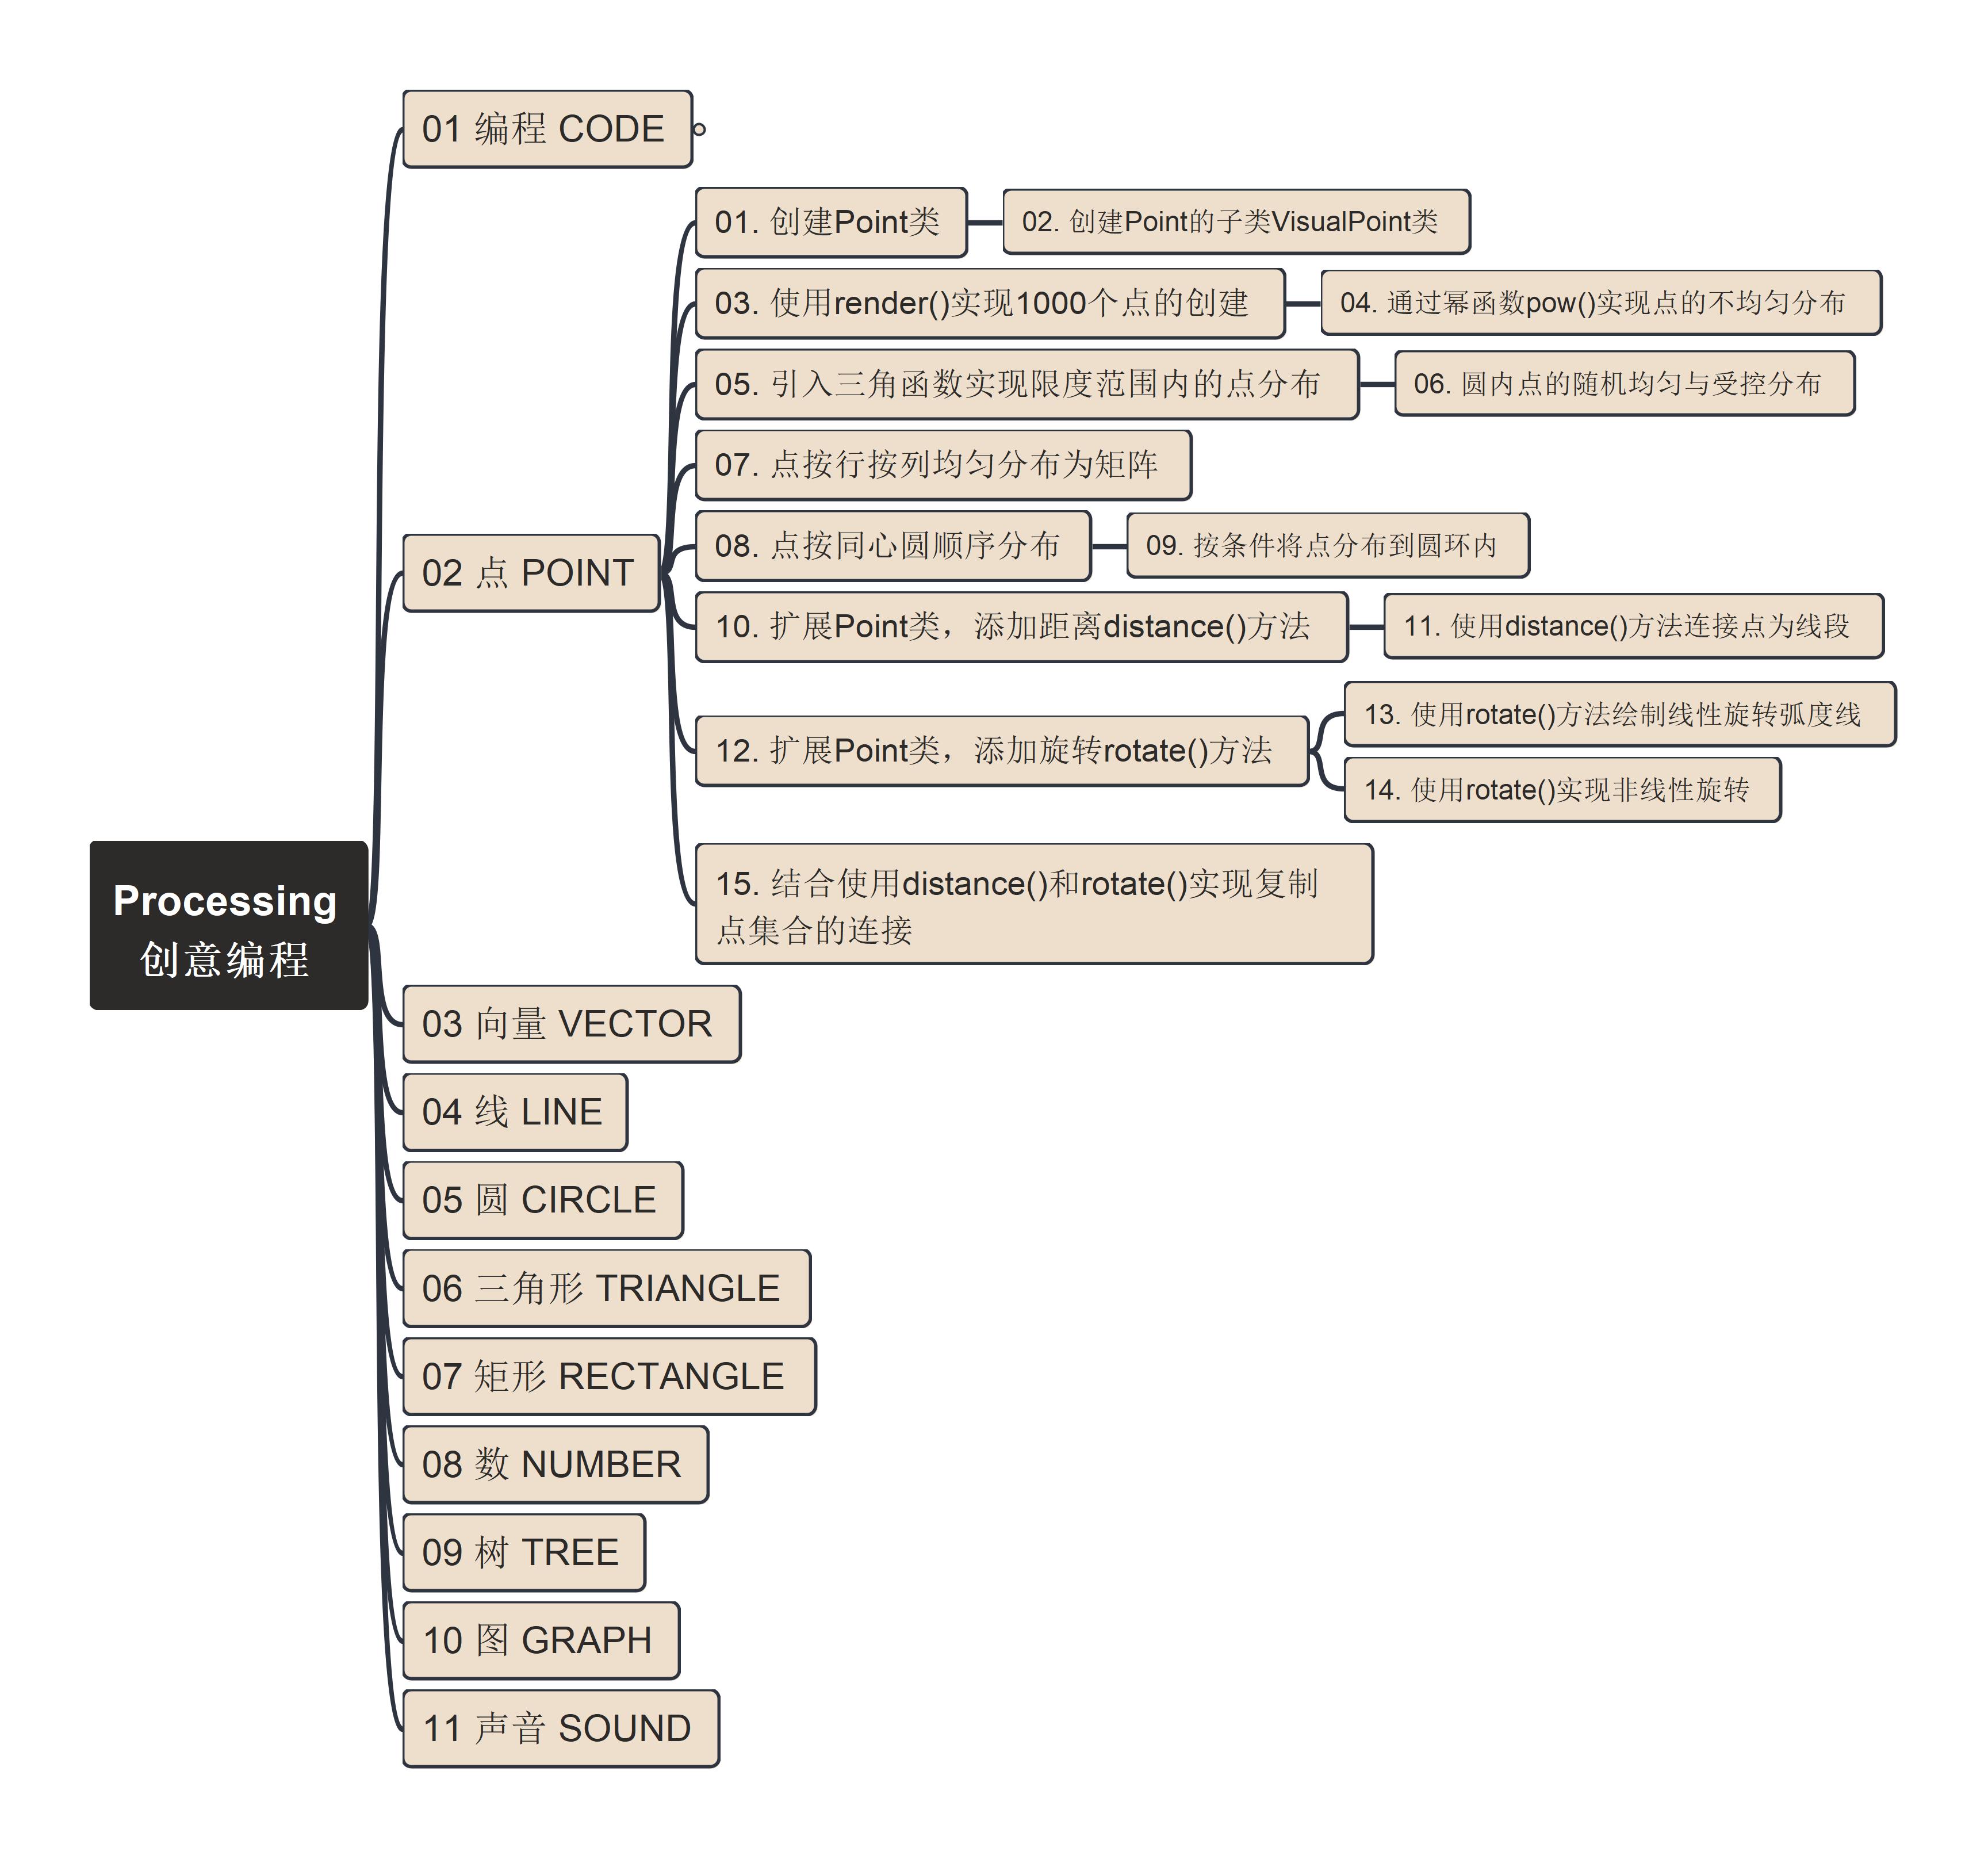 Processing
创意编程
01 编程 CODE
02 点 POINT
01. 创建Point类
02. 创建Point的子类VisualPoint类
03. 使用render()实现1000个点的创建
04. 通过幂函数pow()实现点的不均匀分布
05. 引入三角函数实现限度范围内的点分布
06. 圆内点的随机均匀与受控分布
07. 点按行按列均匀分布为矩阵
08. 点按同心圆顺序分布
09. 按条件将点分布到圆环内
10. 扩展Point类，添加距离distance()方法
11. 使用distance()方法连接点为线段
12. 扩展Point类，添加旋转rotate()方法
13. 使用rotate()方法绘制线性旋转弧度线
14. 使用rotate()实现非线性旋转
15. 结合使用distance()和rotate()实现复制
点集合的连接
03 向量 VECTOR
04 线 LINE
05 圆 CIRCLE
06 三角形 TRIANGLE
07 矩形 RECTANGLE
08 数 NUMBER
09 树 TREE
10 图 GRAPH
11 声音 SOUND